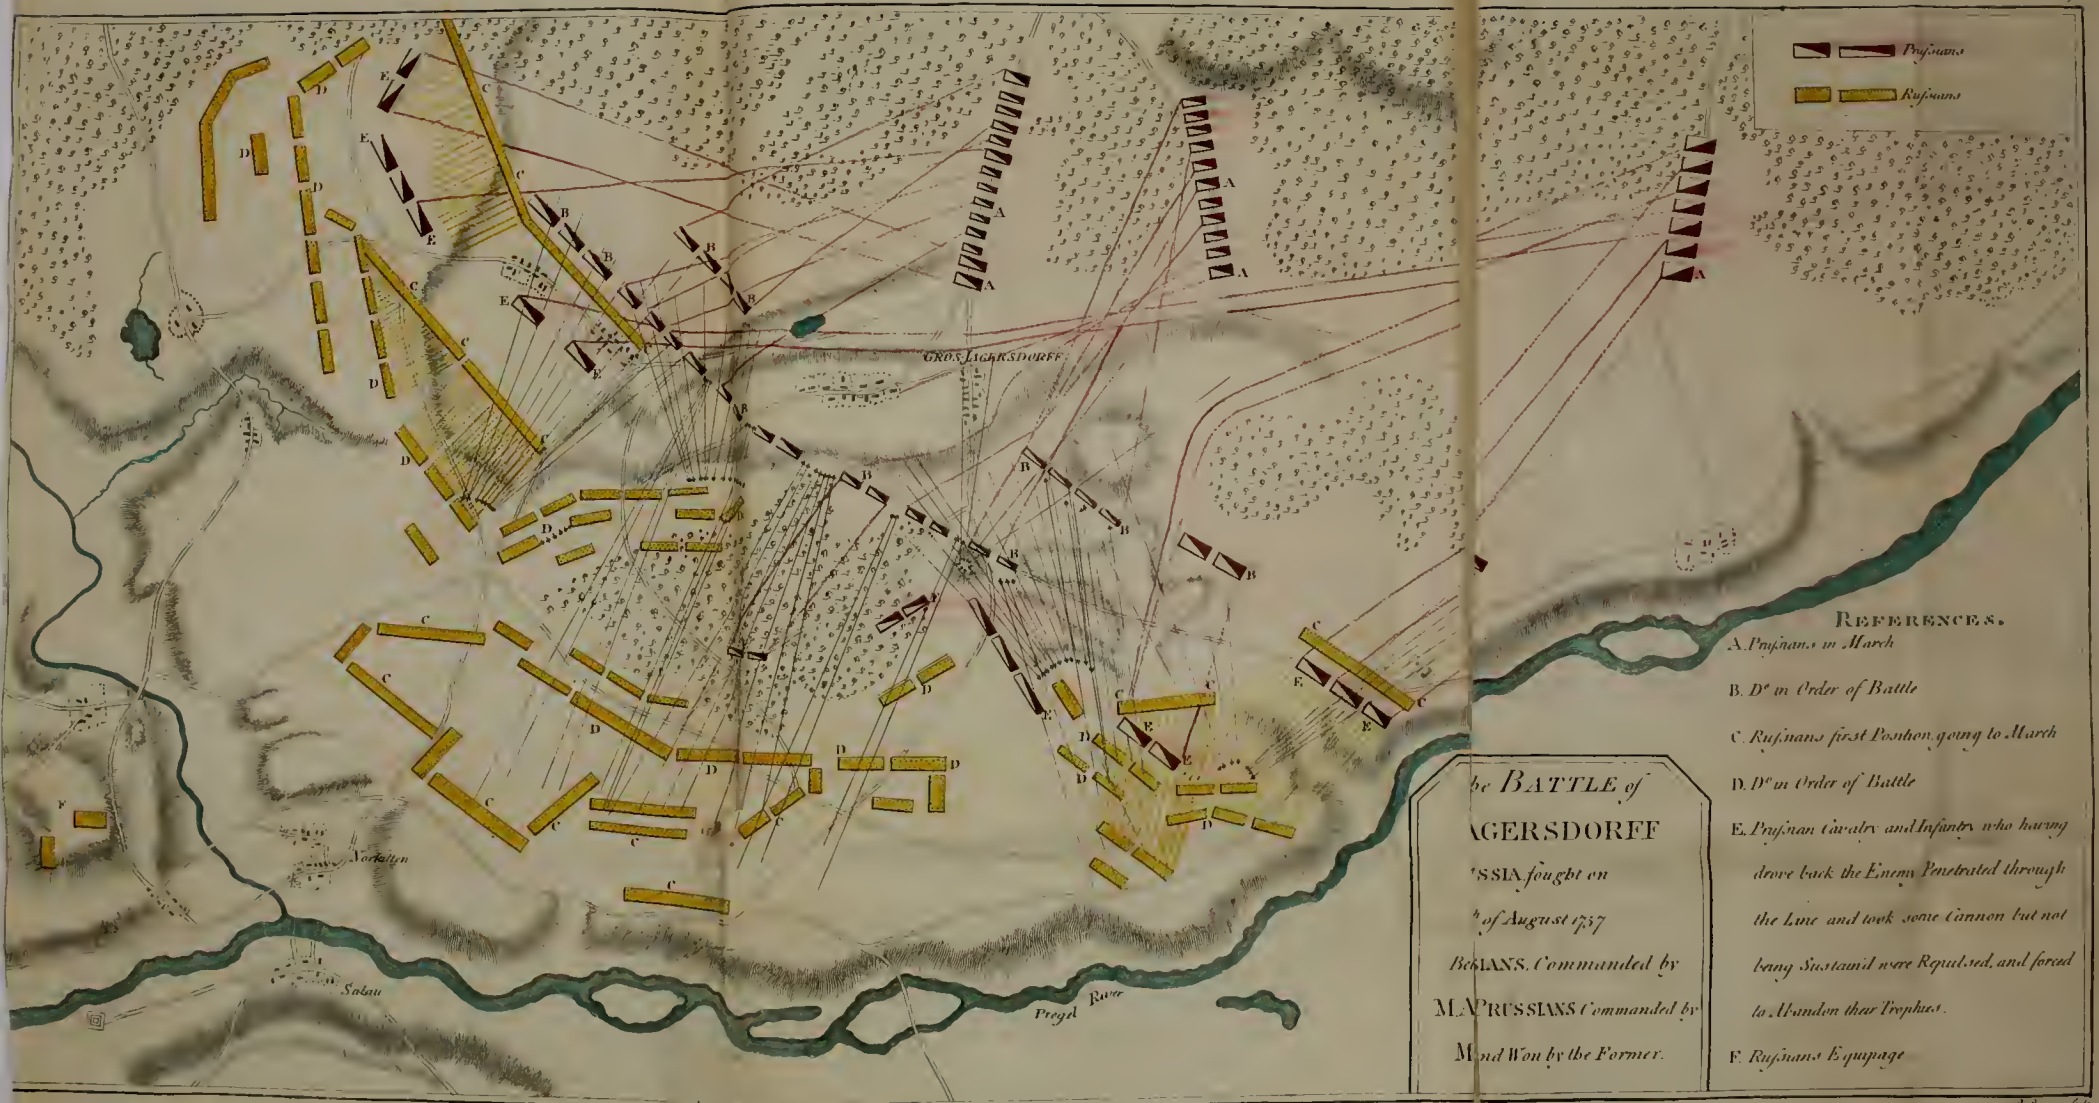 Pruſsians
Ruſsians
GROS JAGERSDORFF
REFERENCES.
A. Pruſsians in March
B. Dº in Order of Battle
C. Ruſsians first Position going to March
D. Dº in Order of Battle
E. Pruſsian Cavalry and Infantry who having
drove back the Enemy Penetrated through
the Line and took some Cannon but not
being Sustain'd were Repulsed, and forced
to Abandon their Trophies.
F. Ruſsians Equipage
he BATTLE of
AGERSDORFF
SSIA, fought on
h of August 1757
SIANS, Commanded by
PRUSSIANS Commanded by
nd Won by the Former.
Norkitten
Salau
Pregel River